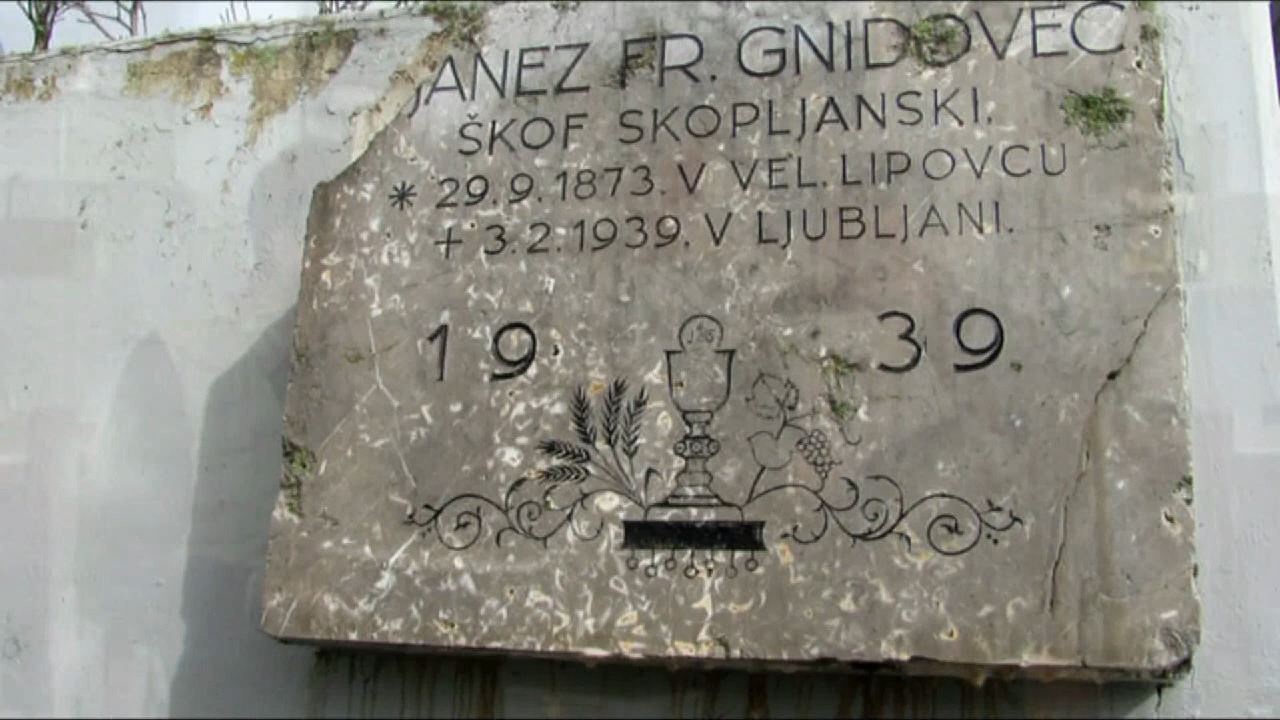 JANEZ FR. GNIDOVEC
ŠKOF SKOPLJANSKI.
* 29.9.1873. V VEL. LIPOVCU
+ 3.2.1939. V LJUBLJANI.
19 39